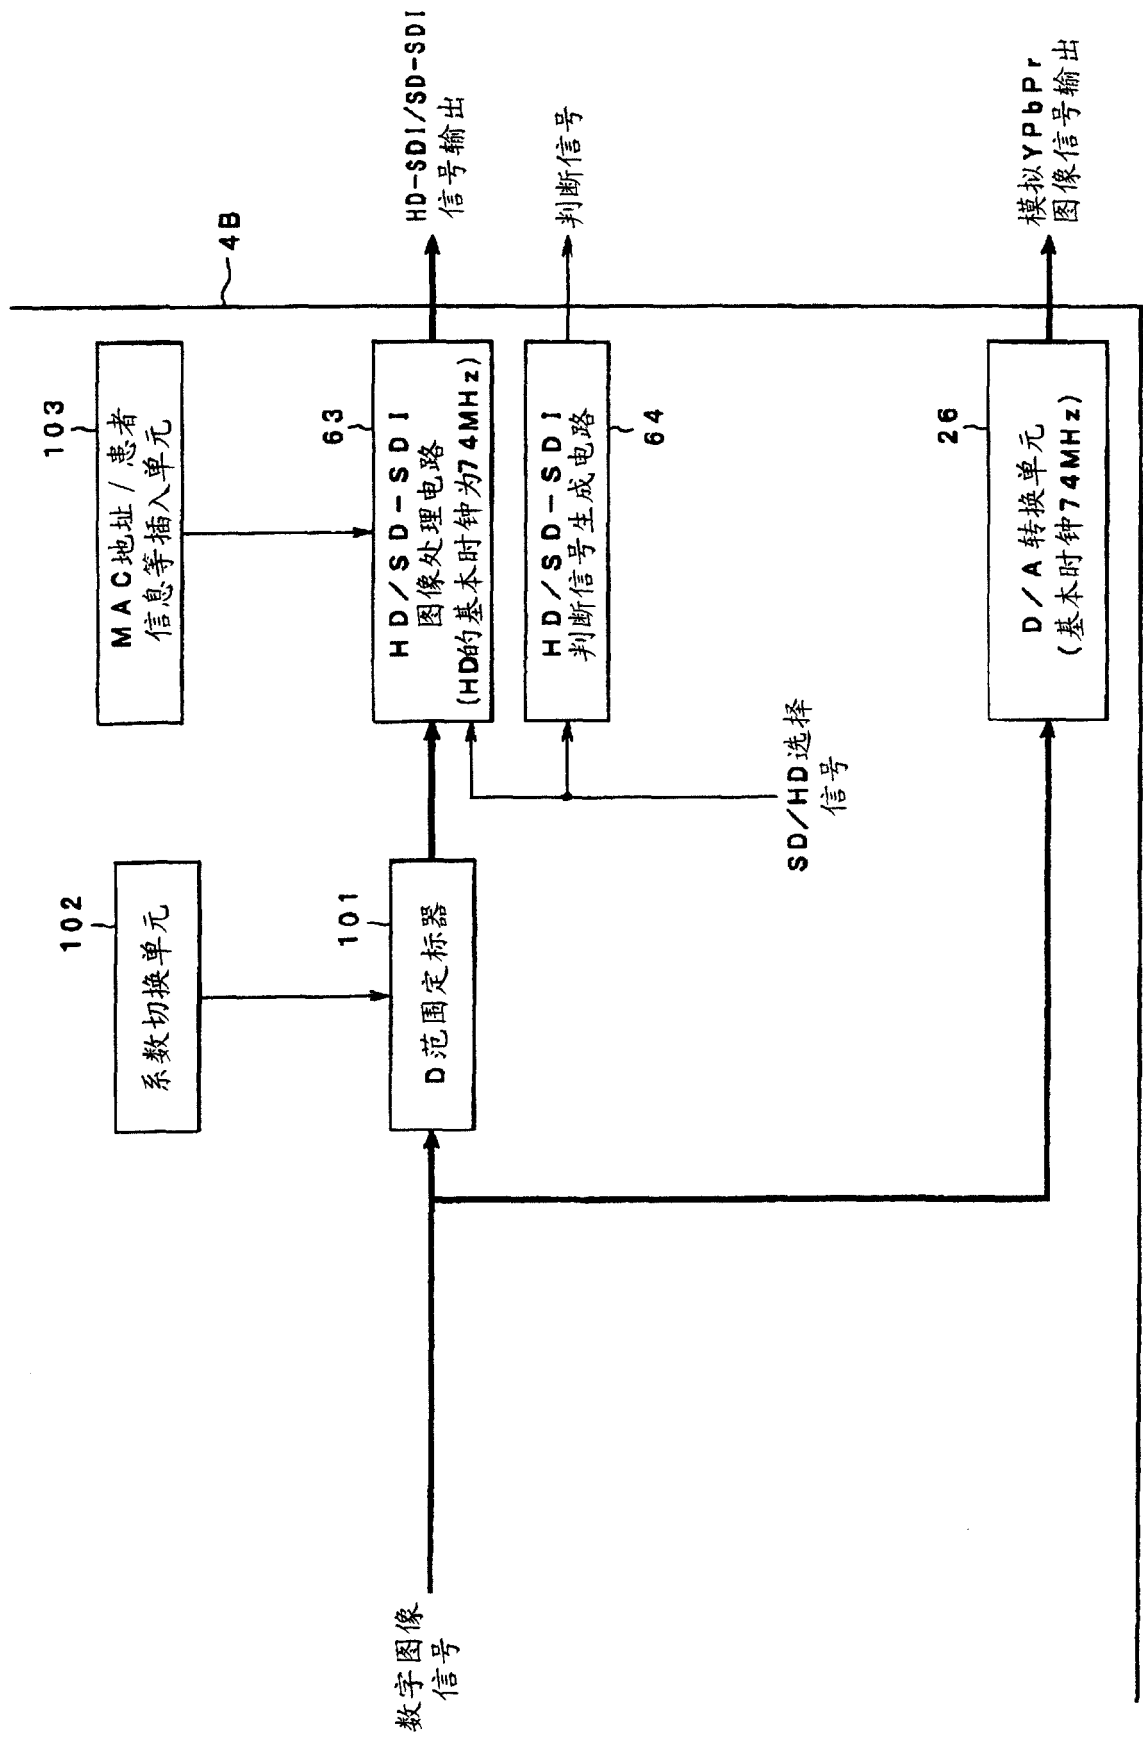 4B
103
MAC地址/患者
信息等插入单元
102
系数切换单元
数字图像
信号
101
D范围定标器
63
HD/SD-SDI
图像处理电路
(HD的基本时钟为74MHz)
HD-SDI/SD-SDI
信号输出
HD/SD-SDI
判断信号生成电路
64
判断信号
SD/HD选择
信号
26
D/A转换单元
(基本时钟74MHz)
模拟YPbPr
图像信号输出